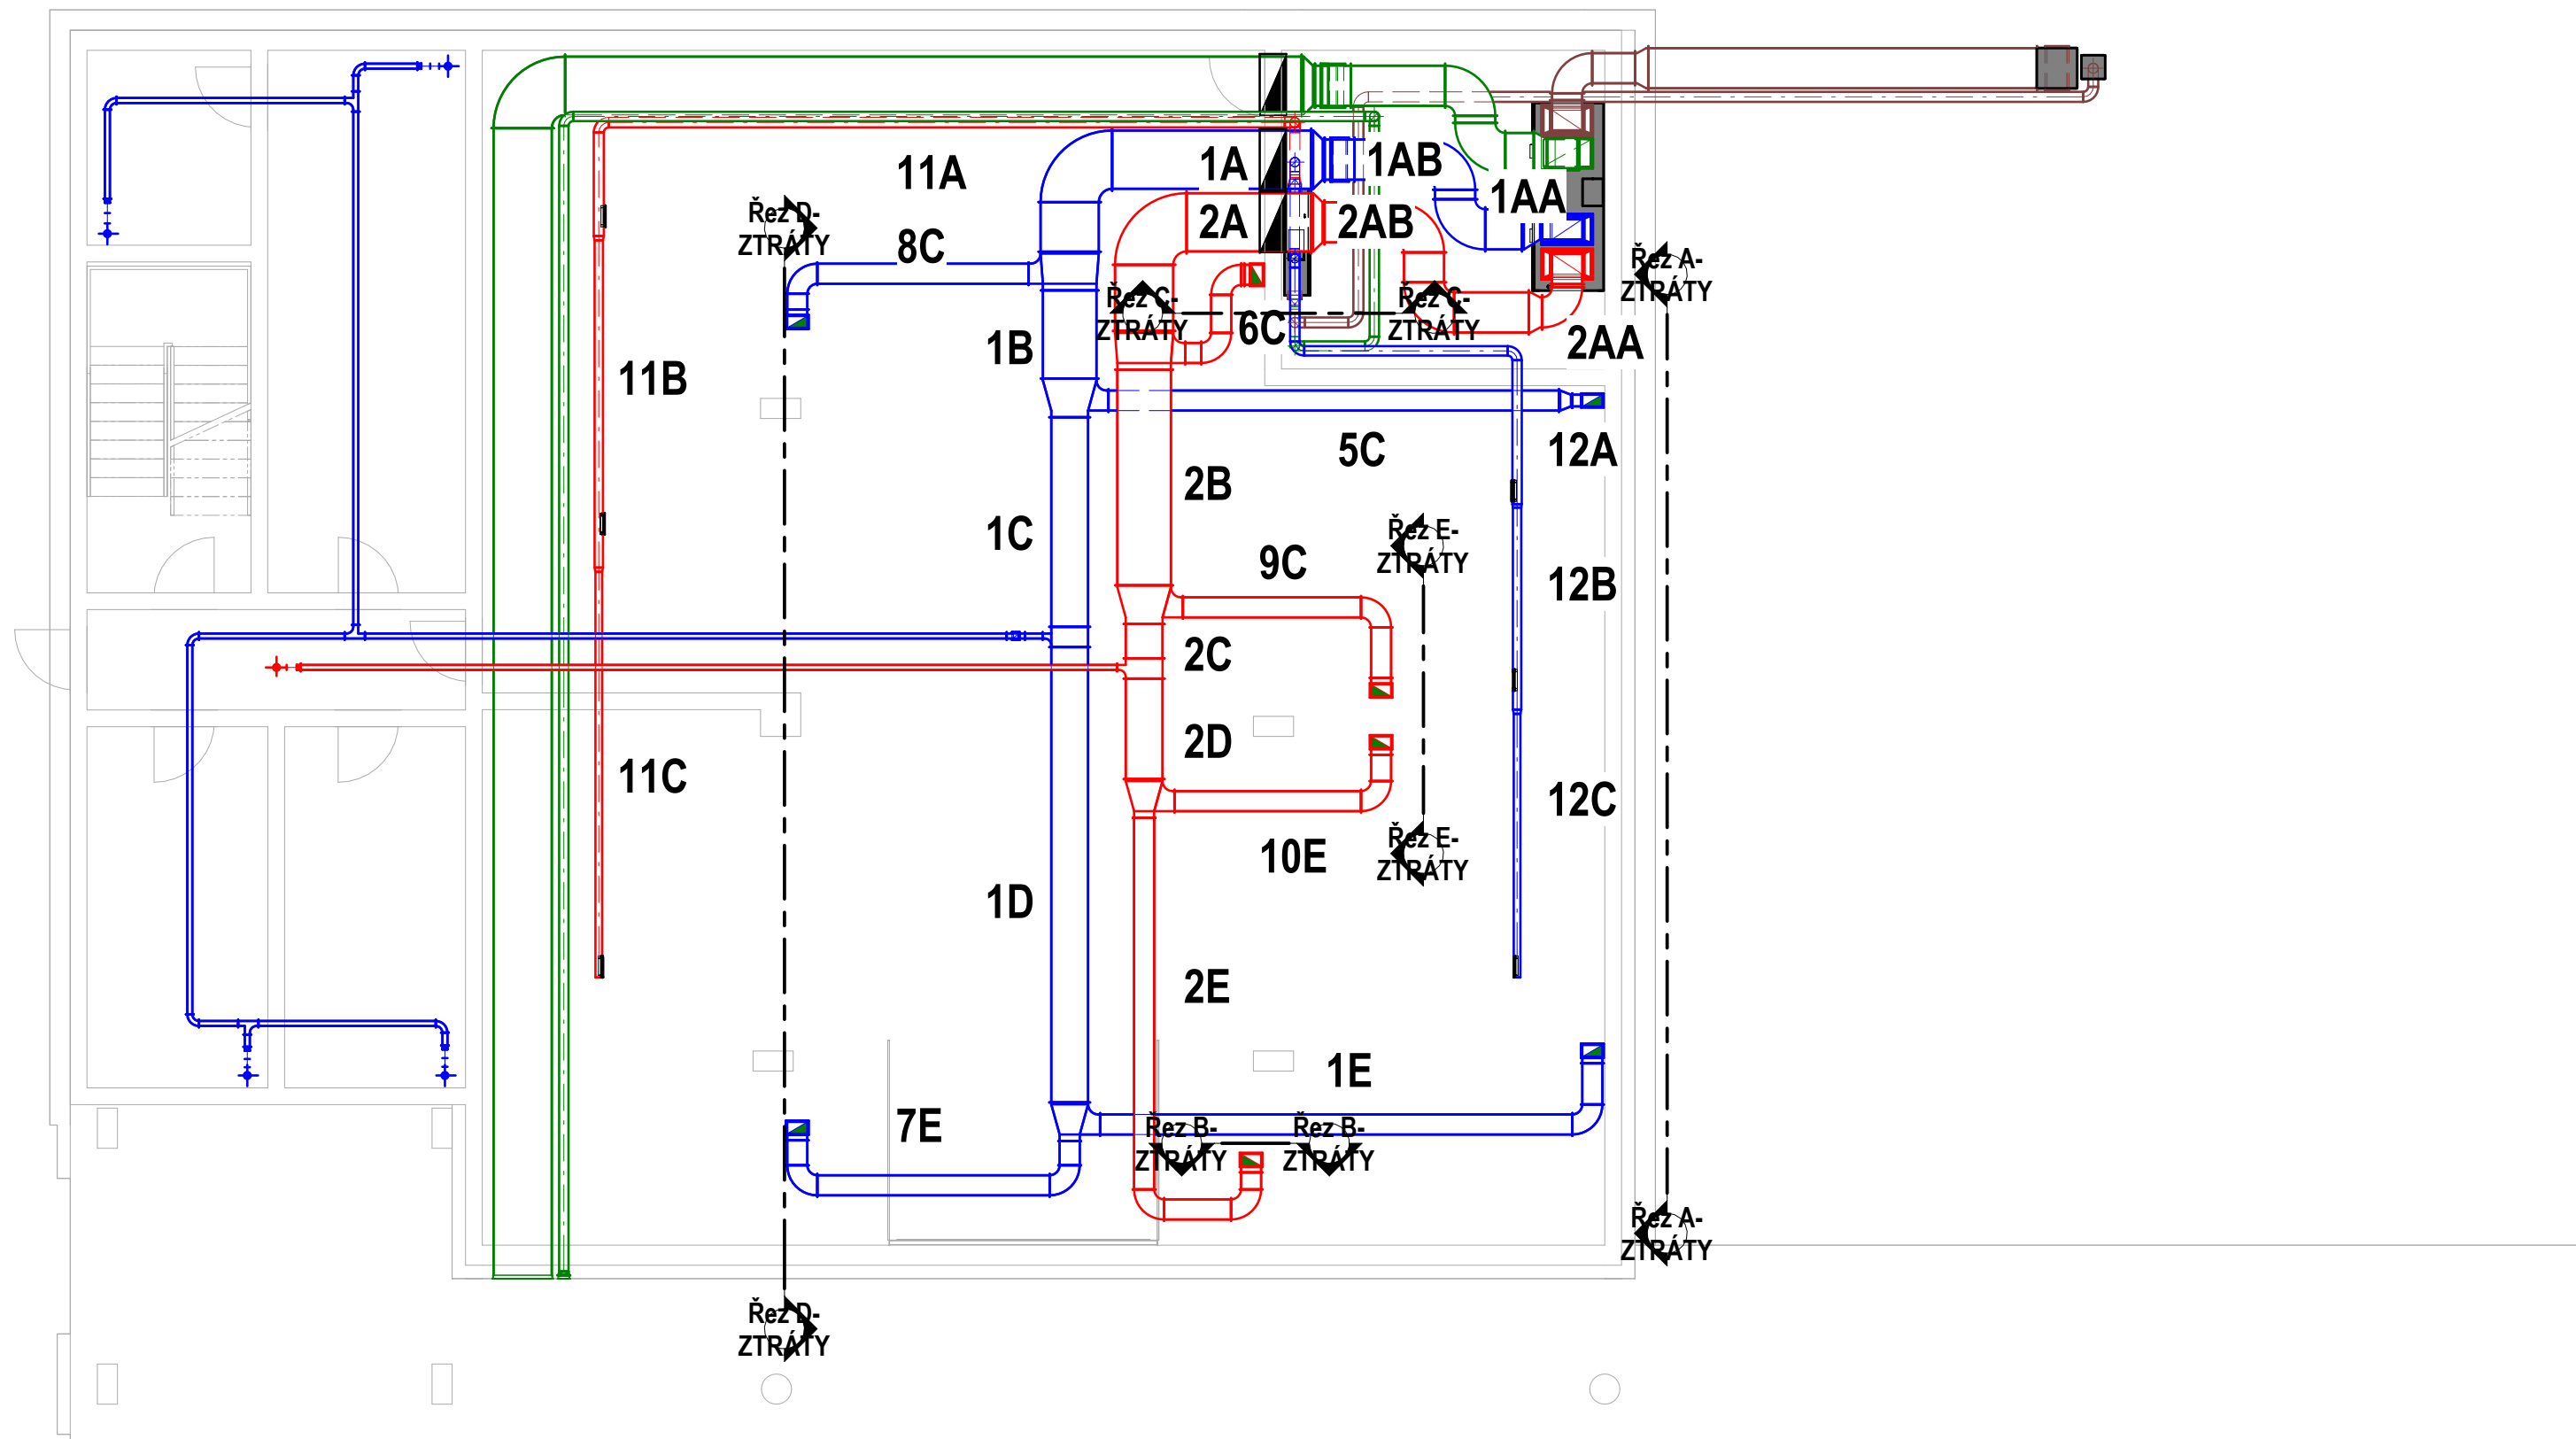 1A
1AB
11A
1AA
Řez D-
ZTRÁTY
2A
2AB
8C
Řez A-
ZTRÁTY
Řez C-
ZTRÁTY
Řez C-
ZTRÁTY
6C
1B
2AA
11B
5C
12A
2B
1C
Řez E-
ZTRÁTY
9C
12B
2C
2D
11C
12C
Řez E-
ZTRÁTY
10E
1D
2E
1E
7E
Řez B-
ZTRÁTY
Řez B-
ZTRÁTY
Řez A-
ZTRÁTY
Řez D-
ZTRÁTY